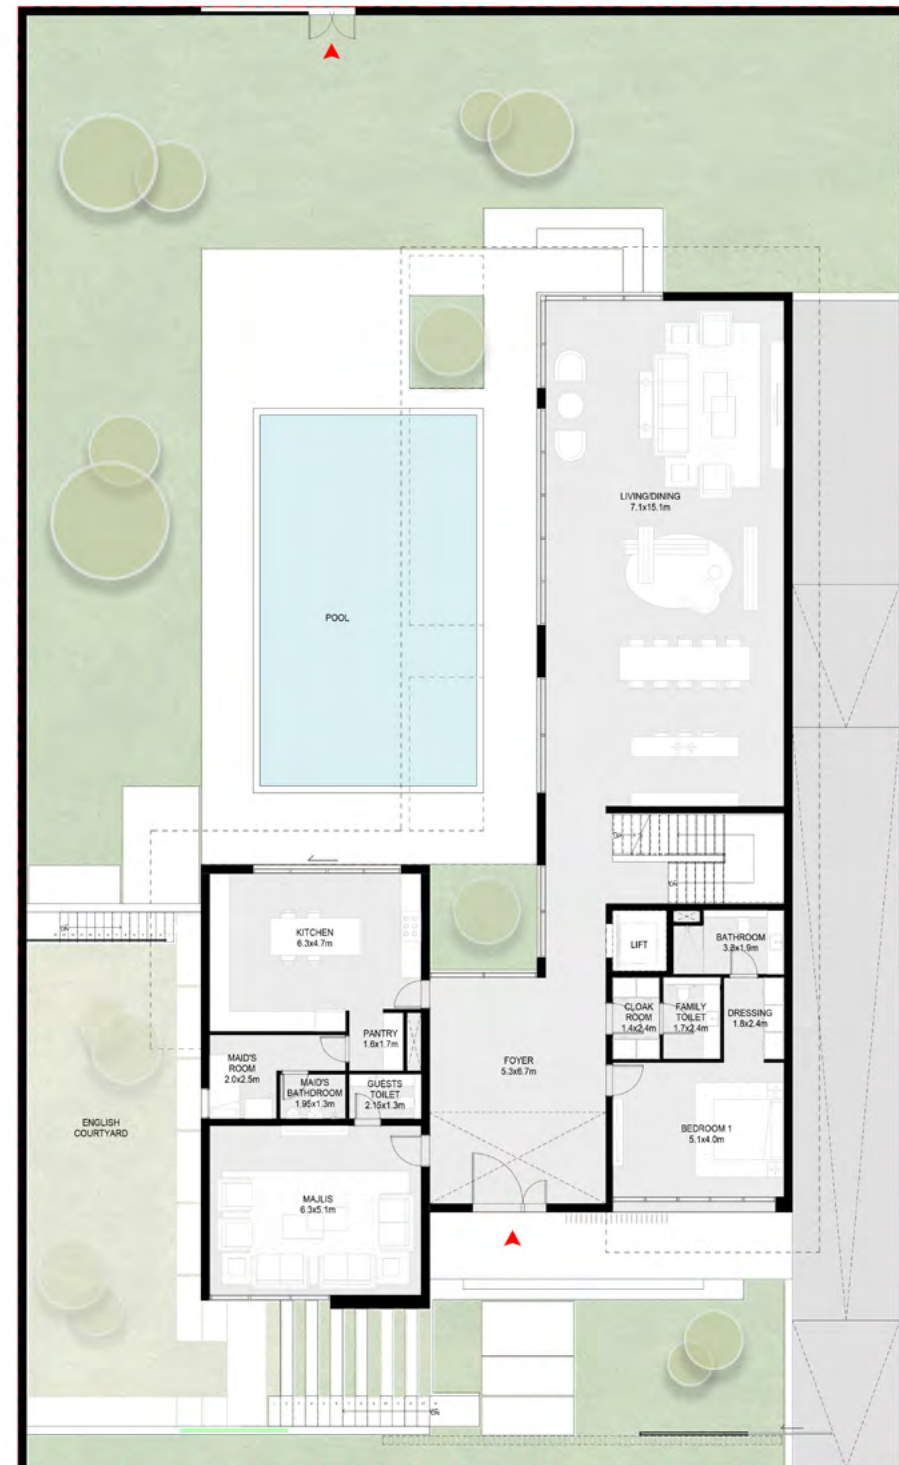 LIVING/DINING
7.1x15.1m
POOL
KITCHEN
6.3x4.7m
LIFT
BATHROOM
3.8x1.9m
PANTRY
1.6x1.7m
CLOAK
ROOM
1.4x2.4m
FAMILY
TOILET
1.7x2.4m
DRESSING
1.8x2.4m
MAID'S
ROOM
2.0x2.5m
MAID'S
BATHDROOM
1.95x1.3m
GUESTS
TOILET
2.15x1.3m
FOYER
5.3x6.7m
ENGLISH
COURTYARD
BEDROOM 1
5.1x4.0m
MAJLIS
6.3x5.1m